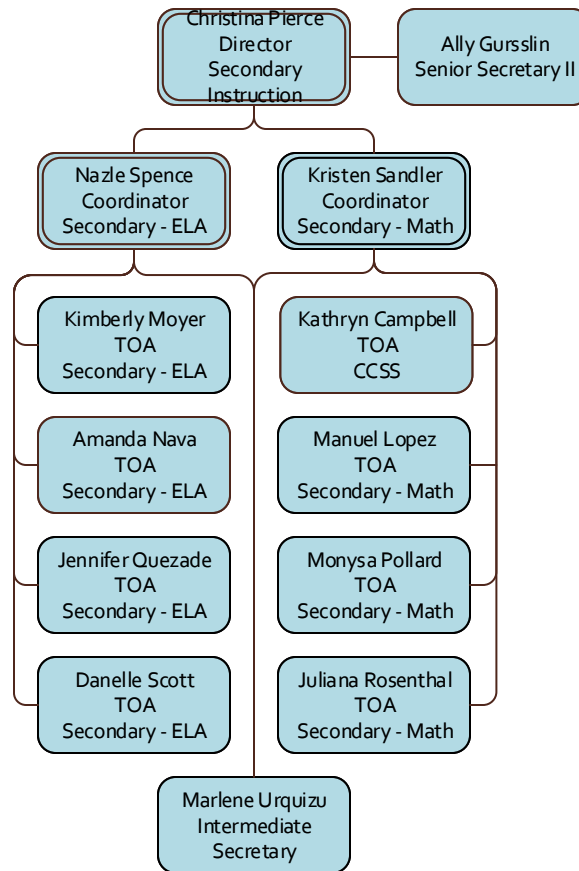 Christina Pierce
Director
Secondary
Instruction
Ally Gursslin
Senior Secretary II
Nazle Spence
Coordinator
Secondary - ELA
Kristen Sandler
Coordinator
Secondary - Math
Kimberly Moyer
TOA
Secondary - ELA
Kathryn Campbell
TOA
CCSS
Amanda Nava
TOA
Secondary - ELA
Manuel Lopez
TOA
Secondary - Math
Jennifer Quezade
TOA
Secondary - ELA
Monysa Pollard
TOA
Secondary - Math
Danelle Scott
TOA
Secondary - ELA
Juliana Rosenthal
TOA
Secondary - Math
Marlene Urquizu
Intermediate
Secretary